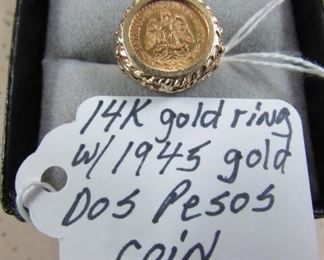 14K gold ring
w/ 1945 gold
Dos Pesos
coin